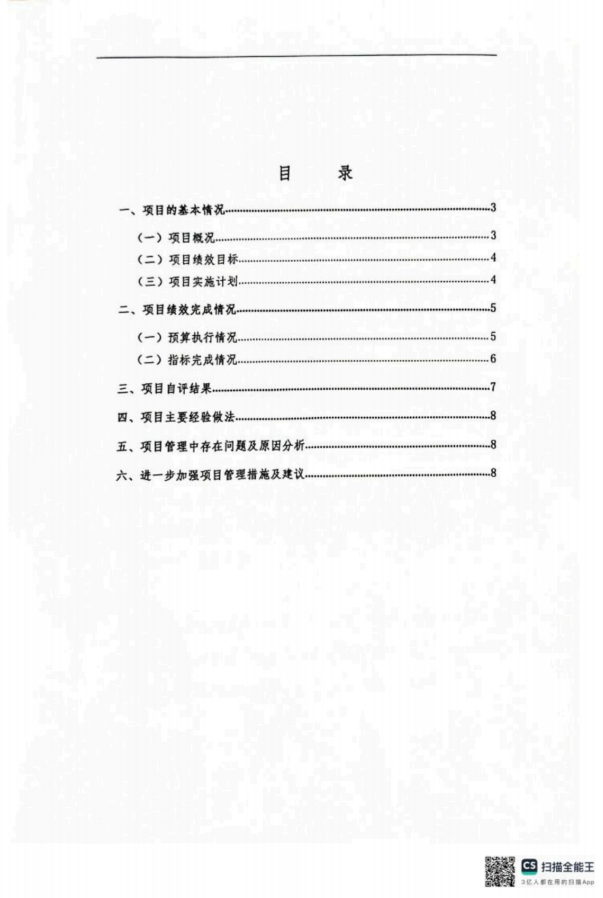 目 录
一、项目的基本情况................................................3
（一）项目概况................................................3
（二）项目绩效目标................................................4
（三）项目实施计划................................................4
二、项目绩效完成情况................................................5
（一）预算执行情况................................................5
（二）指标完成情况................................................6
三、项目自评结果................................................7
四、项目主要经验做法................................................8
五、项目管理中存在问题及原因分析................................................8
六、进一步加强项目管理措施及建议................................................8
CS 扫描全能王
3亿人都在用的扫描App